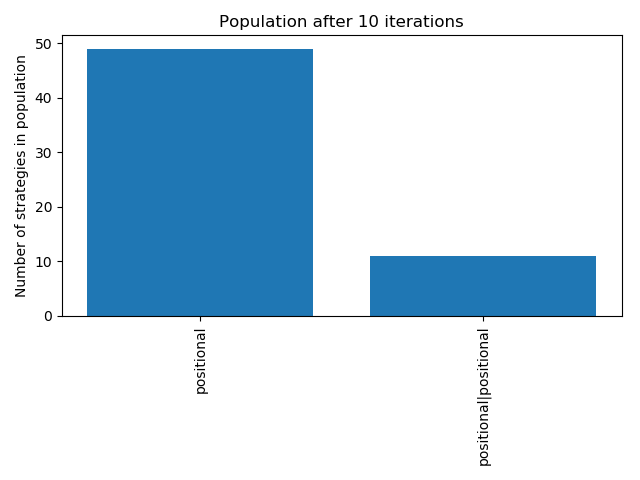 Population after 10 iterations
Number of strategies in population
50
40
30
20
10
0
positional
positional|positional